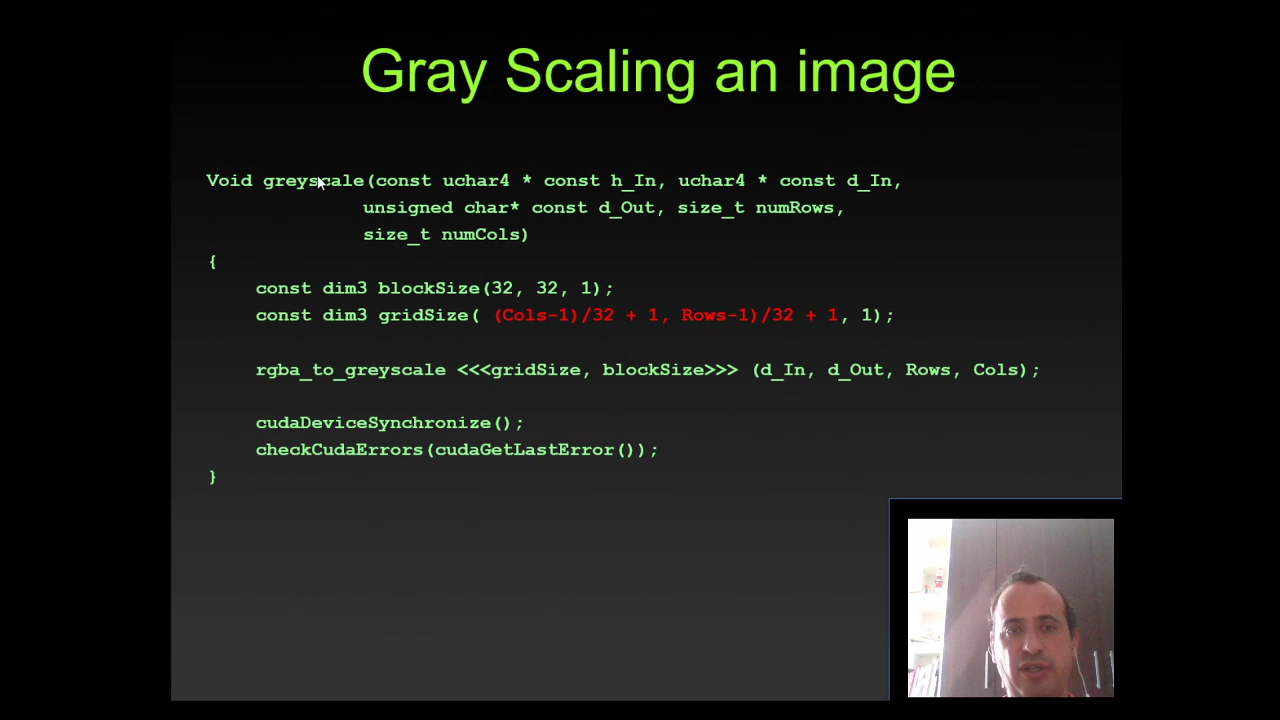 Gray Scaling an image
Void greyscale(const uchar4 * const h_In, uchar4 * const d_In,
unsigned char* const d_Out, size_t numRows,
size_t numCols)
{
const dim3 blockSize(32, 32, 1);
const dim3 gridSize( (Cols-1)/32 + 1, Rows-1)/32 + 1, 1);
rgba_to_greyscale <<<gridSize, blockSize>>> (d_In, d_Out, Rows, Cols);
cudaDeviceSynchronize();
checkCudaErrors(cudaGetLastError());
}